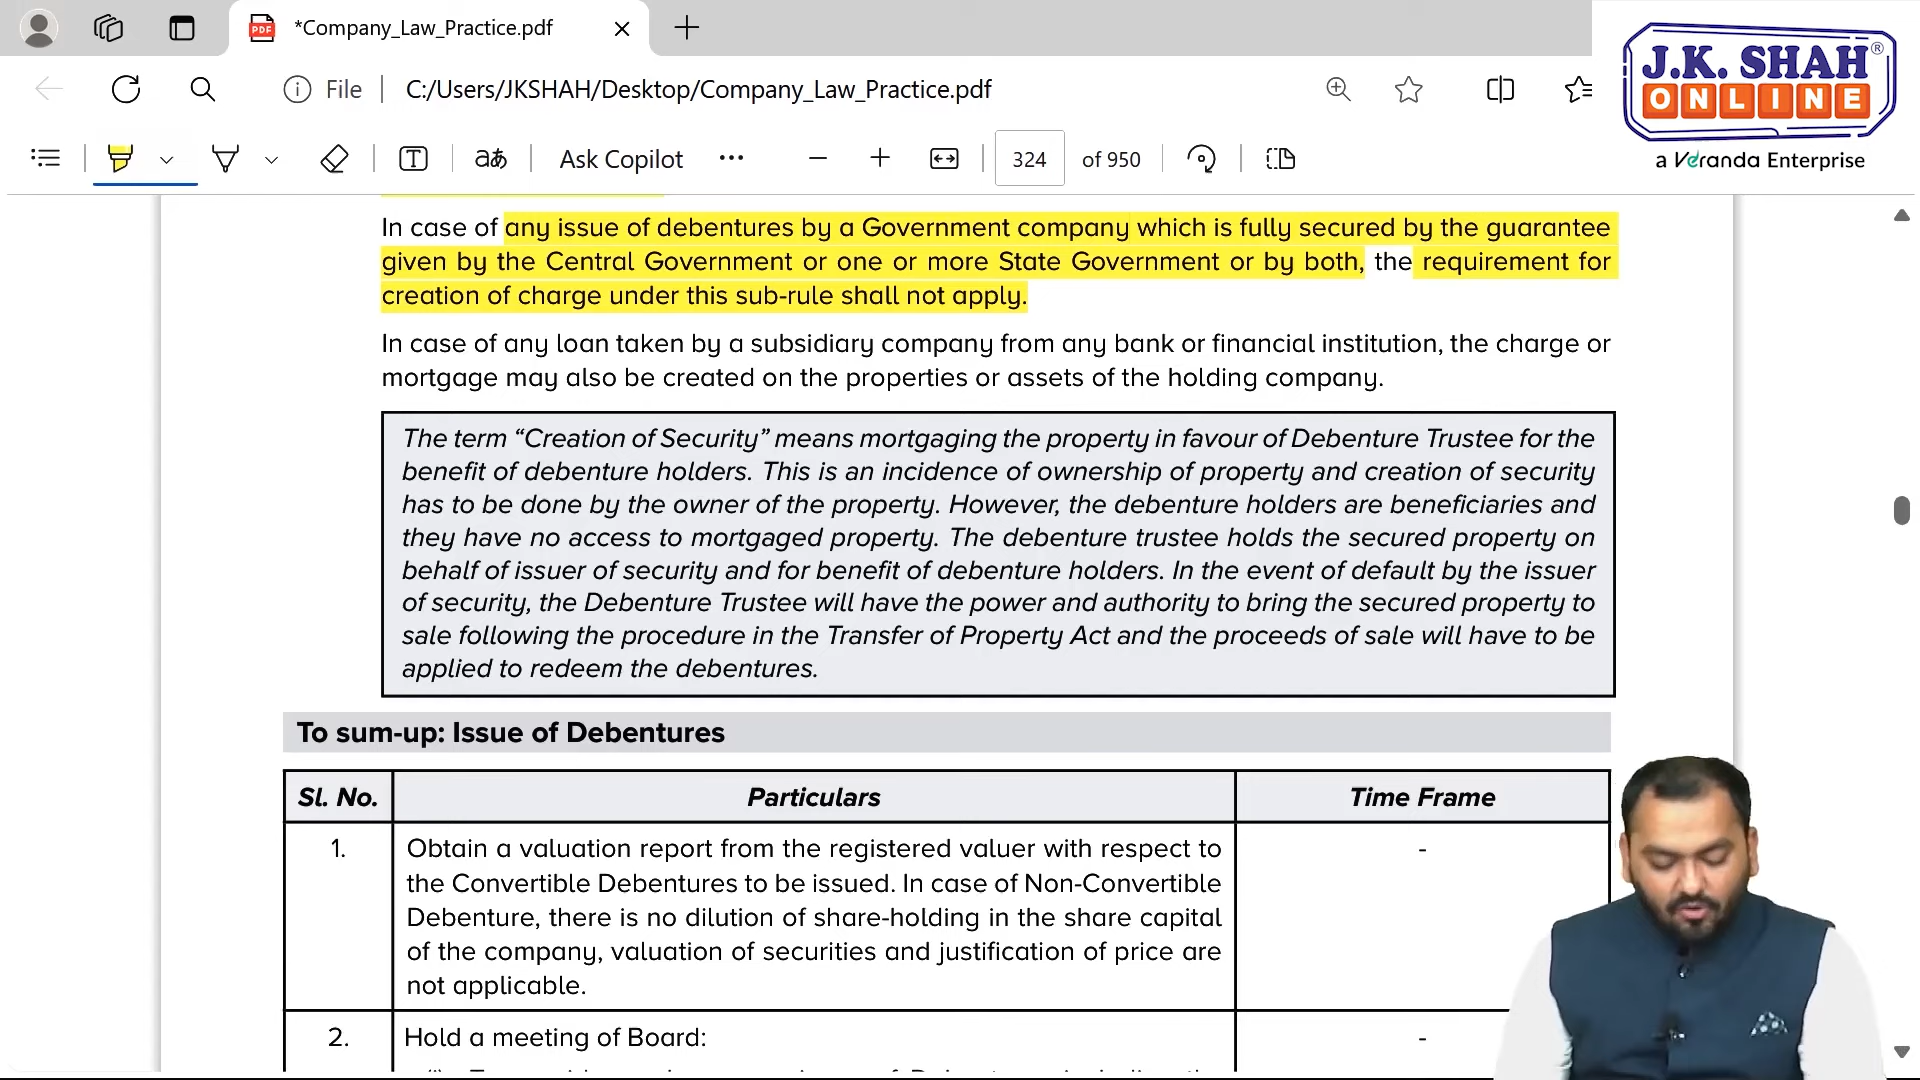 *Company_Law_Practice.pdf
File
C:/Users/JKSHAH/Desktop/Company_Law_Practice.pdf
J.K. SHAH®
ONLINE
a Veranda Enterprise
Ask Copilot
324 of 950
In case of any issue of debentures by a Government company which is fully secured by the guarantee
given by the Central Government or one or more State Government or by both, the requirement for
creation of charge under this sub-rule shall not apply.
In case of any loan taken by a subsidiary company from any bank or financial institution, the charge or
mortgage may also be created on the properties or assets of the holding company.
The term “Creation of Security” means mortgaging the property in favour of Debenture Trustee for the
benefit of debenture holders. This is an incidence of ownership of property and creation of security
has to be done by the owner of the property. However, the debenture holders are beneficiaries and
they have no access to mortgaged property. The debenture trustee holds the secured property on
behalf of issuer of security and for benefit of debenture holders. In the event of default by the issuer
of security, the Debenture Trustee will have the power and authority to bring the secured property to
sale following the procedure in the Transfer of Property Act and the proceeds of sale will have to be
applied to redeem the debentures.
To sum-up: Issue of Debentures
Sl. No. Particulars Time Frame
1. Obtain a valuation report from the registered valuer with respect to -
the Convertible Debentures to be issued. In case of Non-Convertible
Debenture, there is no dilution of share-holding in the share capital
of the company, valuation of securities and justification of price are
not applicable.
2. Hold a meeting of Board: -